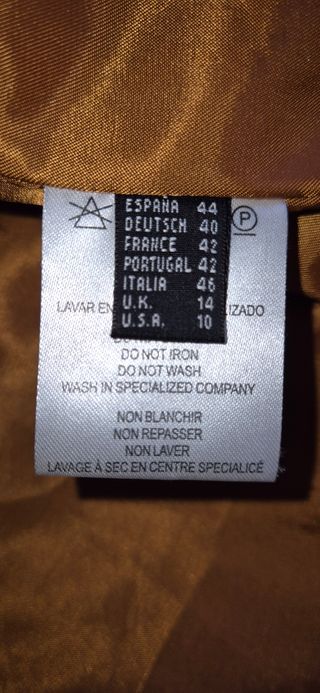 ESPAÑA 44
DEUTSCH 40
FRANCE 42
PORTUGAL 42
ITALIA 46
U.K. 14
U.S.A. 10
P
LAVAR EN IZADO
DO NOT IRON
DO NOT WASH
WASH IN SPECIALIZED COMPANY
NON BLANCHIR
NON REPASSER
NON LAVER
LAVAGE À SEC EN CENTRE SPECIALICÉ